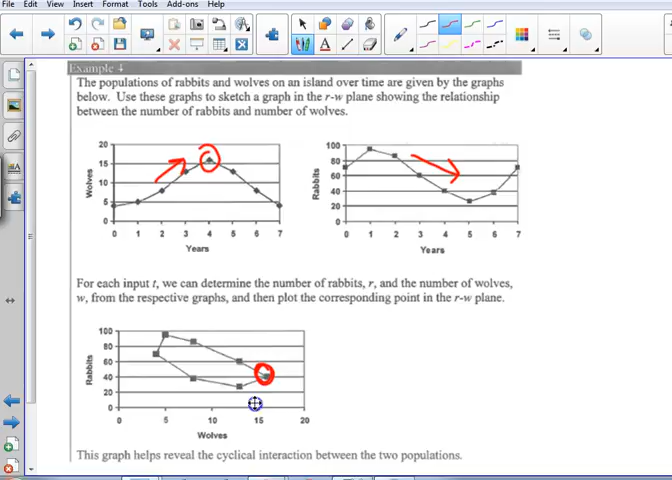 File Edit View Insert Format Tools Add-ons Help
Example 4
The populations of rabbits and wolves on an island over time are given by the graphs
below. Use these graphs to sketch a graph in the r-w plane showing the relationship
between the number of rabbits and number of wolves.
20
15
10
5
0
Wolves
0 1 2 3 4 5 6 7
Years
100
80
60
40
20
0
Rabbits
0 1 2 3 4 5 6 7
Years
For each input t, we can determine the number of rabbits, r, and the number of wolves,
w, from the respective graphs, and then plot the corresponding point in the r-w plane.
100
80
60
40
20
0
Rabbits
0 5 10 15 20
Wolves
This graph helps reveal the cyclical interaction between the two populations.